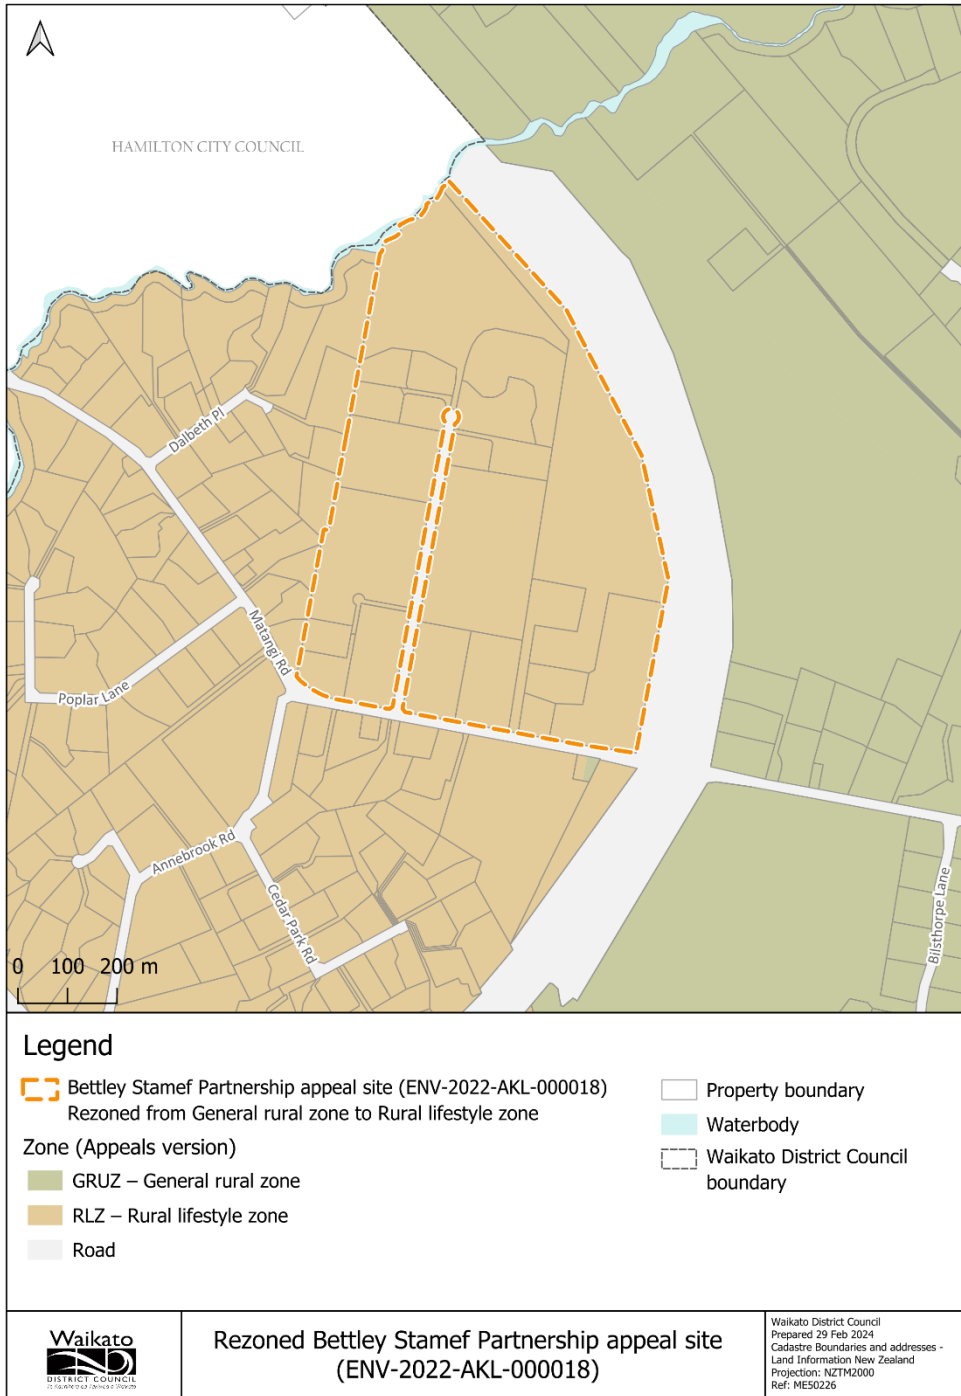 HAMILTON CITY COUNCIL
Dalbeth Pl
Matangi Rd
Poplar Lane
Annebrook Rd
Cedar Park Rd
Bilsthorpe Lane
0 100 200 m
Legend
Bettley Stamef Partnership appeal site (ENV-2022-AKL-000018)
Rezoned from General rural zone to Rural lifestyle zone
Zone (Appeals version)
GRUZ – General rural zone
RLZ – Rural lifestyle zone
Road
Property boundary
Waterbody
Waikato District Council
boundary
Waikato
DISTRICT COUNCIL
Rezoned Bettley Stamef Partnership appeal site
(ENV-2022-AKL-000018)
Waikato District Council
Prepared 29 Feb 2024
Cadastre Boundaries and addresses -
Land Information New Zealand
Projection: NZTM2000
Ref: ME50226